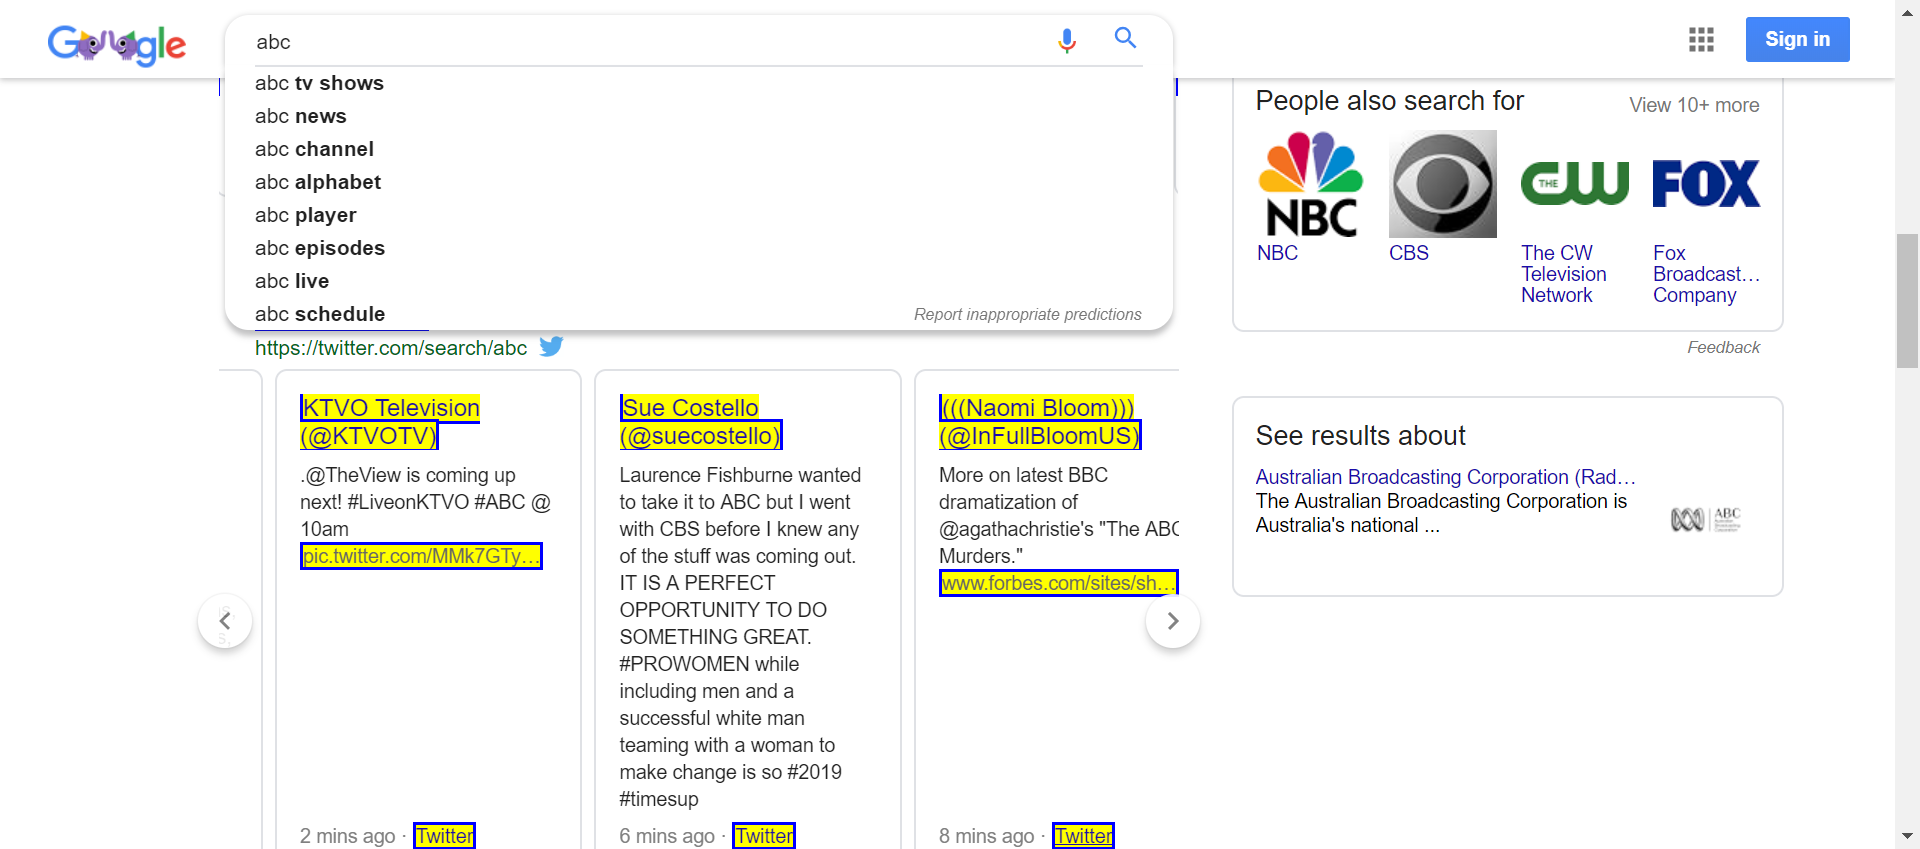 Google
abc
Sign in
abc tv shows
abc news
abc channel
abc alphabet
abc player
abc episodes
abc live
abc schedule
Report inappropriate predictions
https://twitter.com/search/abc
KTVO Television
(@KTVOTV)
.@TheView is coming up
next! #LiveonKTVO #ABC @
10am
pic.twitter.com/MMk7GTy...
2 mins ago · Twitter
Sue Costello
(@suecostello)
Laurence Fishburne wanted
to take it to ABC but I went
with CBS before I knew any
of the stuff was coming out.
IT IS A PERFECT
OPPORTUNITY TO DO
SOMETHING GREAT.
#PROWOMEN while
including men and a
successful white man
teaming with a woman to
make change is so #2019
#timesup
6 mins ago · Twitter
(((Naomi Bloom)))
(@InFullBloomUS)
More on latest BBC
dramatization of
@agathachristie's "The ABC
Murders."
www.forbes.com/sites/sh...
8 mins ago · Twitter
People also search for
View 10+ more
NBC
THE CW
FOX
NBC
CBS
The CW
Television
Network
Fox
Broadcast...
Company
Feedback
See results about
Australian Broadcasting Corporation (Rad...
The Australian Broadcasting Corporation is
Australia's national ...
ABC